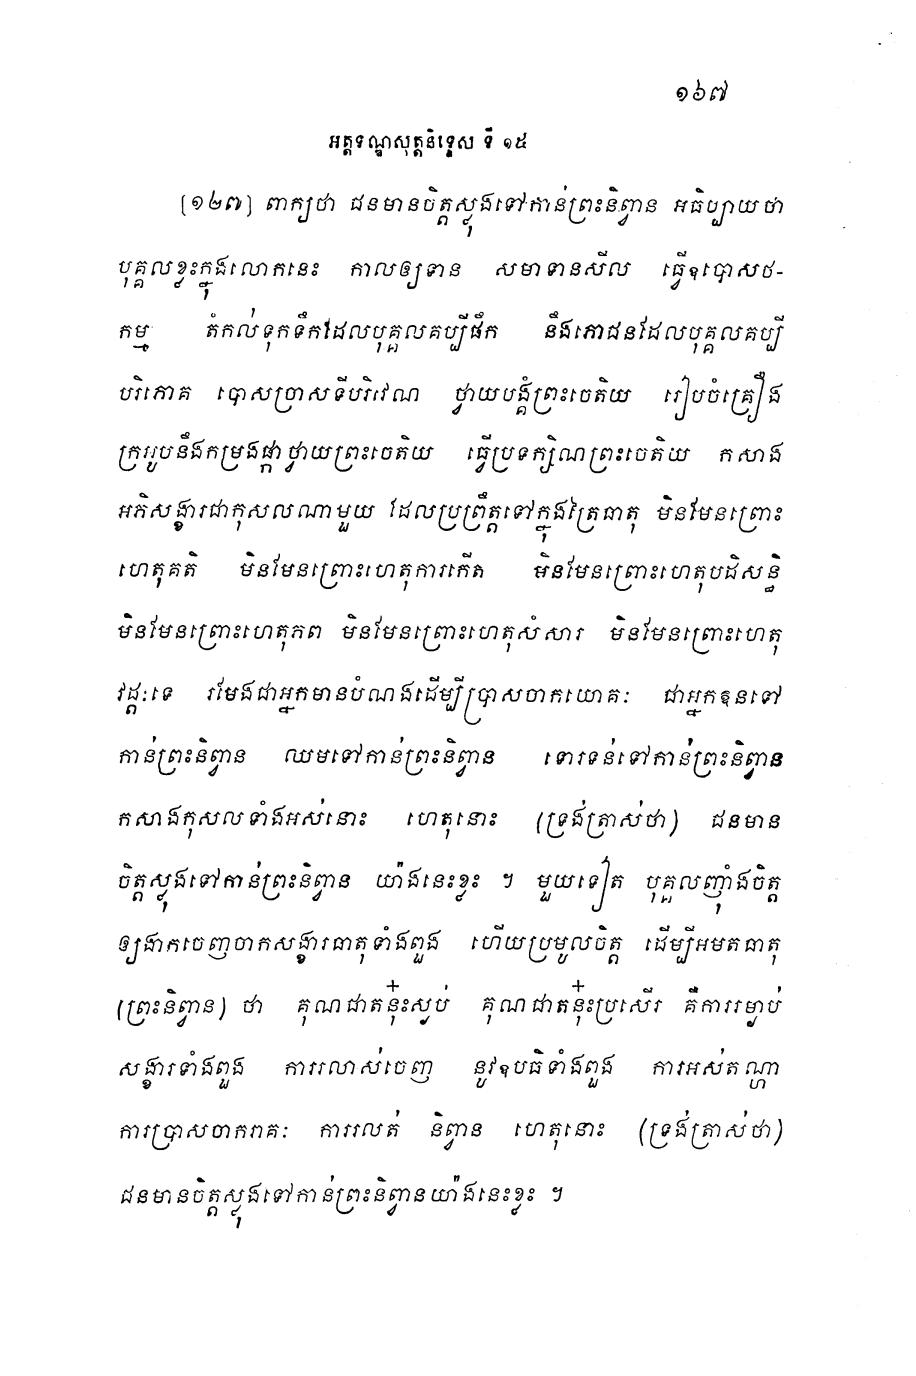 ១៦៧
អត្តទណ្ឌសុត្តនិទ្ទេស ទី ១៥
[១២៧] ពាក្យថា ជនមានចិត្តស្លុងទៅកាន់ព្រះនិព្វាន អធិប្បាយថា
បុគ្គលខ្លះក្នុងលោកនេះ កាលឲ្យទាន សមាទានសីល ធ្វើឧបោសថ-
កម្ម តំកល់ទុកទឹកដែលបុគ្គលគប្បីផឹក នឹងភោជនដែលបុគ្គលគប្បី
បរិភោគ បោសច្រាសទីបរិវេណ ថ្វាយបង្គំព្រះចេតិយ រៀបចំគ្រឿង
ក្រអូបនឹងកម្រងផ្កាថ្វាយព្រះចេតិយ ធ្វើប្រទក្សិណព្រះចេតិយ កសាង
អភិសង្ខារជាកុសលណាមួយ ដែលប្រព្រឹត្តទៅក្នុងត្រៃធាតុ មិនមែនព្រោះ
ហេតុគតិ មិនមែនព្រោះហេតុការកើត មិនមែនព្រោះហេតុបដិសន្ធិ
មិនមែនព្រោះហេតុភព មិនមែនព្រោះហេតុសំសារ មិនមែនព្រោះហេតុ
វដ្តៈទេ រមែងជាអ្នកមានបំណងដើម្បីប្រាសចាកយោគៈ ជាអ្នកឱនទៅ
កាន់ព្រះនិព្វាន ឈមទៅកាន់ព្រះនិព្វាន ទោរទន់ទៅកាន់ព្រះនិព្វាន
កសាងកុសលទាំងអស់នោះ ហេតុនោះ (ទ្រង់ត្រាស់ថា) ជនមាន
ចិត្តស្លុងទៅកាន់ព្រះនិព្វាន យ៉ាងនេះខ្លះ ។ មួយទៀត បុគ្គលញ៉ាំងចិត្ត
ឲ្យងាកចេញចាកសង្ខារធាតុទាំងពួង ហើយប្រមូលចិត្ត ដើម្បីអមតធាតុ
(ព្រះនិព្វាន) ថា គុណជាតនុ៎ះស្ងប់ គុណជាតនុ៎ះប្រសើរ គឺការរម្ងាប់
សង្ខារទាំងពួង ការរលាស់ចេញ នូវឧបធិទាំងពួង ការអស់តណ្ហា
ការប្រាសចាករាគៈ ការរលត់ និព្វាន ហេតុនោះ (ទ្រង់ត្រាស់ថា)
ជនមានចិត្តស្លុងទៅកាន់ព្រះនិព្វានយ៉ាងនេះខ្លះ ។